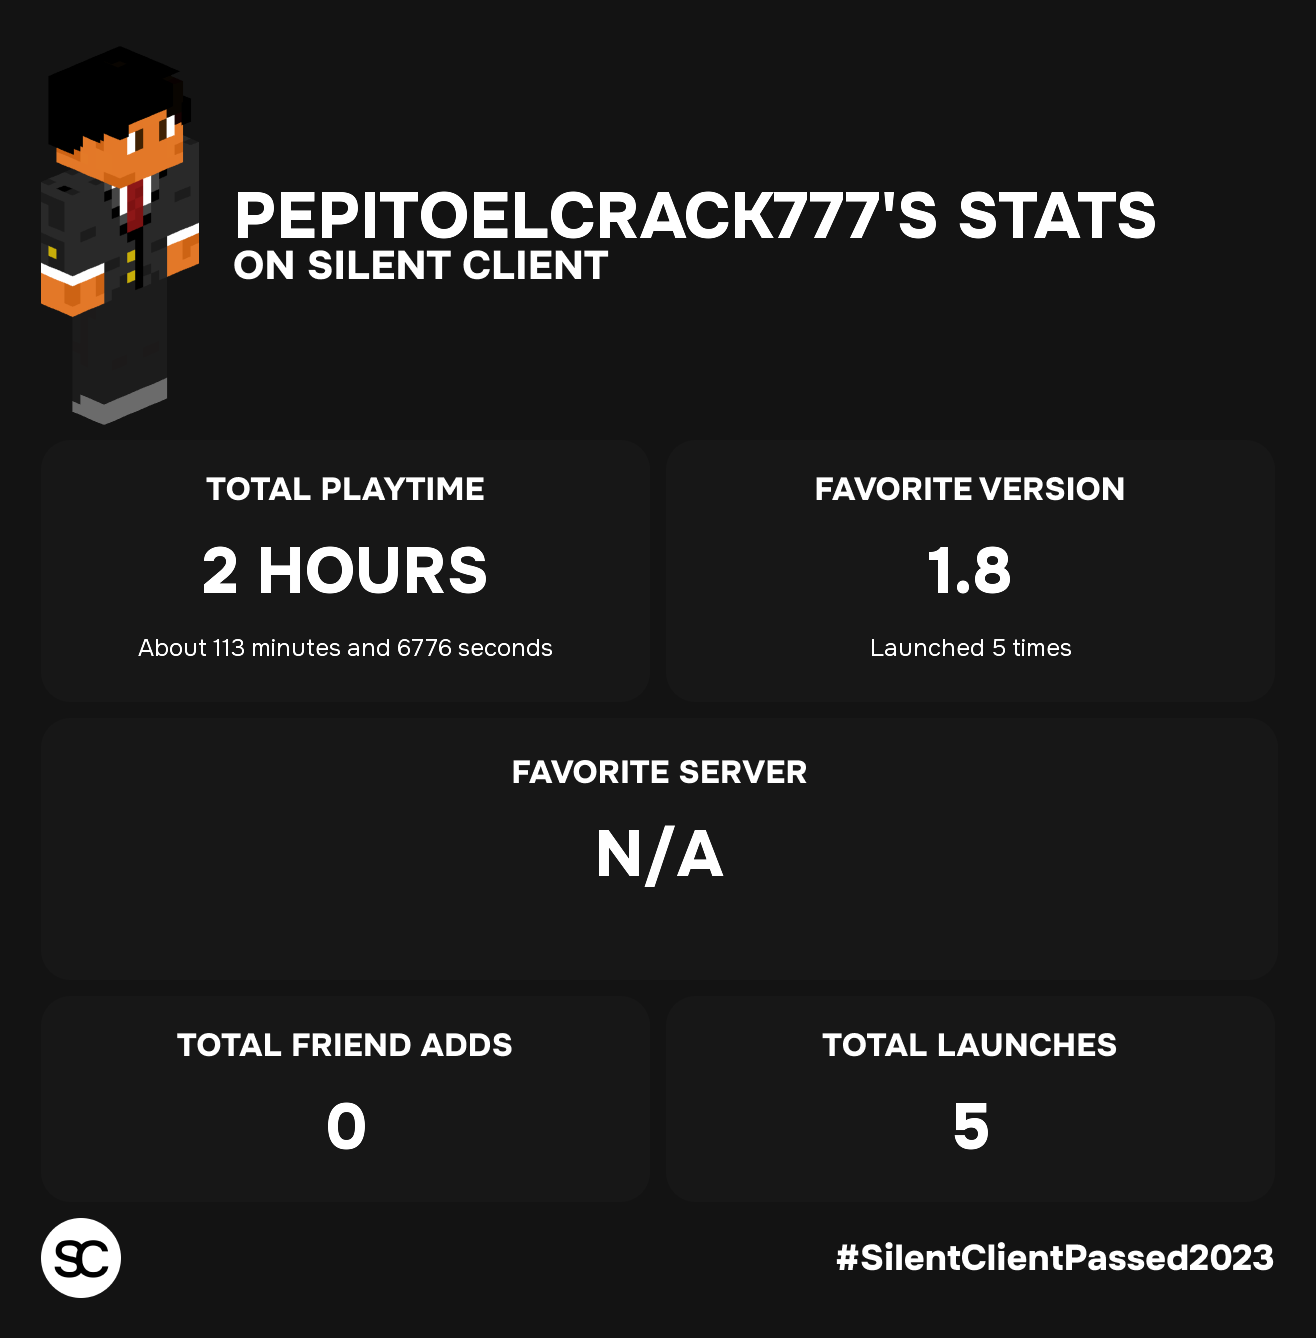 PEPITOELCRACK777'S STATS
ON SILENT CLIENT
TOTAL PLAYTIME
2 HOURS
About 113 minutes and 6776 seconds
FAVORITE VERSION
1.8
Launched 5 times
FAVORITE SERVER
N/A
TOTAL FRIEND ADDS
0
TOTAL LAUNCHES
5
SC
#SilentClientPassed2023